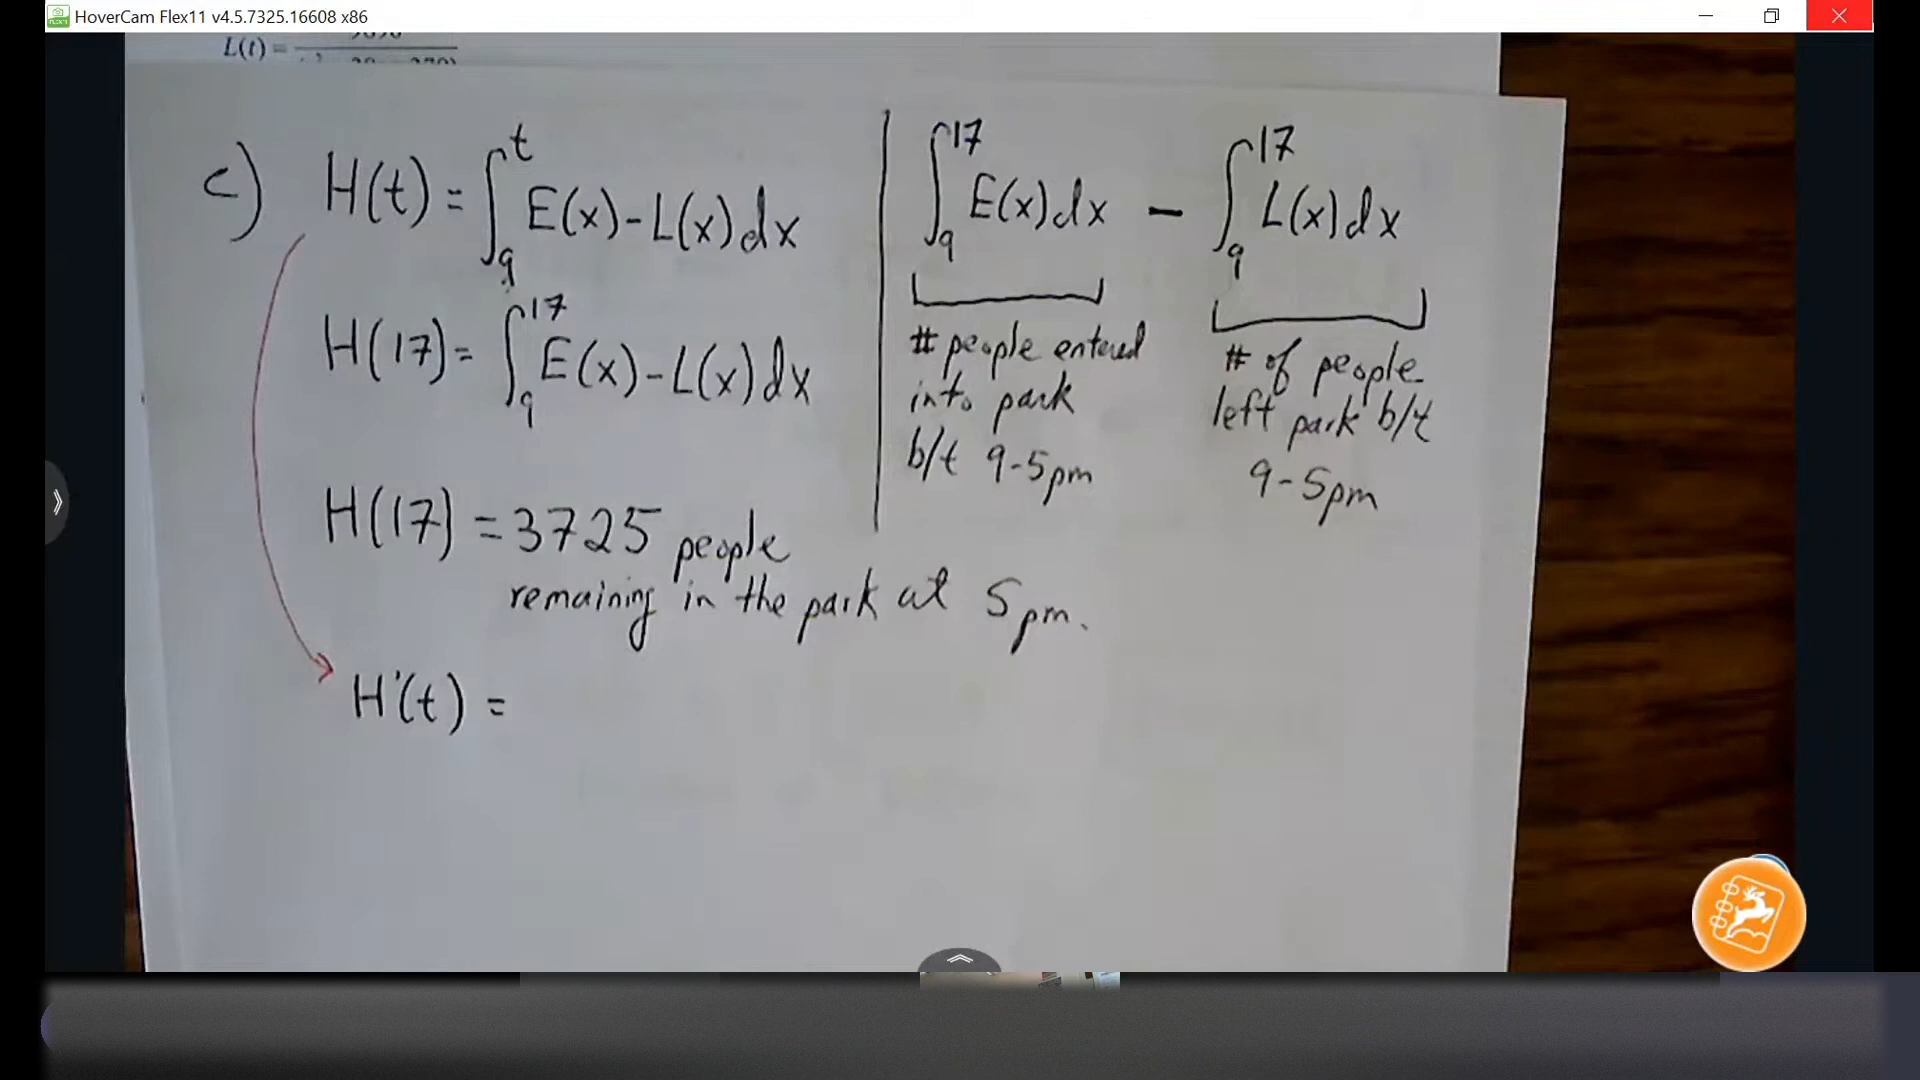 HoverCam Flex11 v4.5.7325.16608 x86
L(t) =
c) H(t) = ∫₉ᵗ E(x) - L(x) dx
H(17) = ∫₉¹⁷ E(x) - L(x) dx
H(17) = 3725 people
remaining in the park at 5pm.
H'(t) =
∫₉¹⁷ E(x) dx - ∫₉¹⁷ L(x) dx
# people entered
into park
b/t 9-5pm
# of people
left park b/t
9-5pm